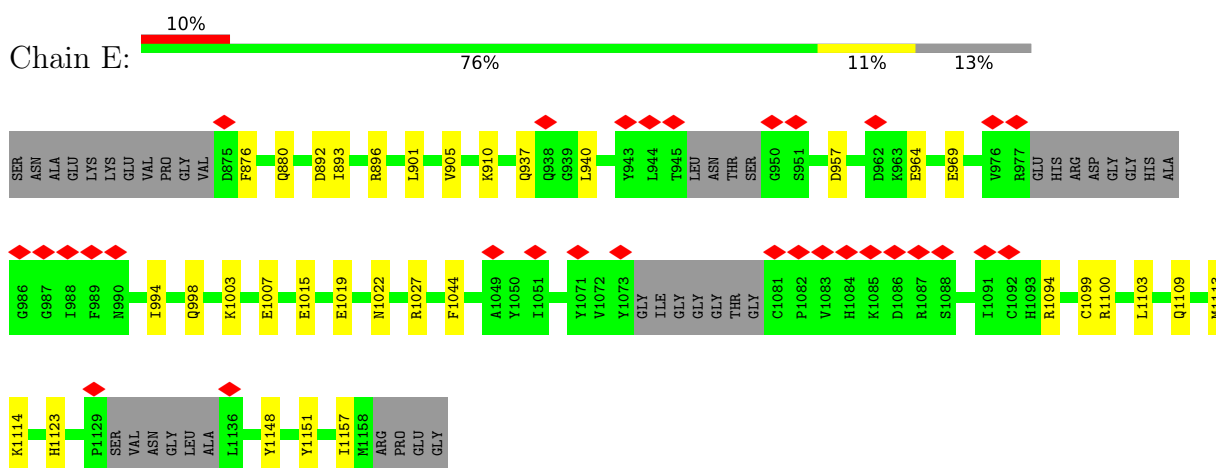 10%
Chain E:
76% 11% 13%
SER ASN ALA GLU LYS LYS GLU VAL PRO GLY VAL D875 F876 Q880 D892 I893 R896 L901 V905 K910 Q937 Q938 G939 L940 Y943 L944 T945 LEU ASN THR SER G950 S951 D957 D962 K963 E964 E969 V976 R977 GLU HIS ARG ASP GLY GLY HIS ALA
G986 G987 I988 F989 N990 I994 Q998 K1003 E1007 E1015 E1019 N1022 R1027 F1044 A1049 Y1050 I1051 Y1071 V1072 Y1073 GLY ILE GLY GLY GLY THR GLY C1081 P1082 V1083 H1084 K1085 D1086 R1087 S1088 I1091 C1092 H1093 R1094 C1099 R1100 L1103 Q1109 M1113
K1114 H1123 P1129 SER VAL ASN GLY LEU ALA L1136 Y1148 Y1151 I1157 M1158 ARG PRO GLU GLY